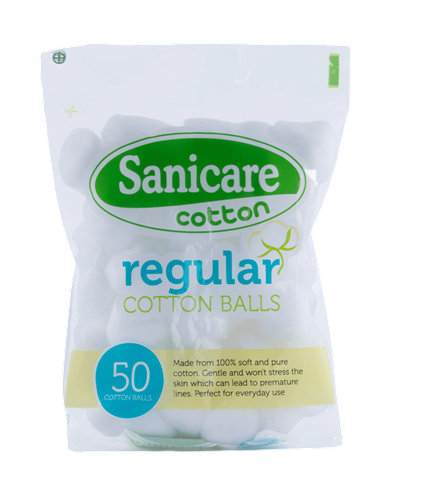 Sanicare
cotton
regular
COTTON BALLS
50
COTTON BALLS
Made from 100% soft and pure
cotton. Gentle and won't stress the
skin which can lead to premature
lines. Perfect for everyday use